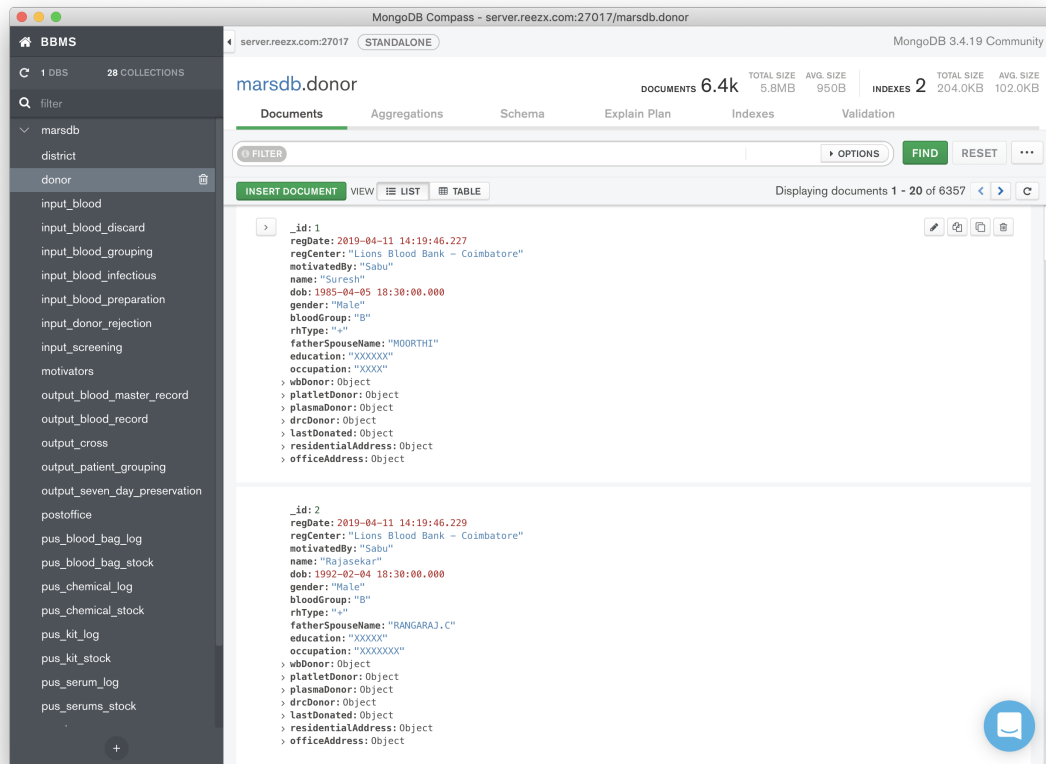 MongoDB Compass - server.reezx.com:27017/marsdb.donor
BBMS
server.reezx.com:27017 STANDALONE
MongoDB 3.4.19 Community
1 DBS 28 COLLECTIONS
filter
marsdb
district
donor
input_blood
input_blood_discard
input_blood_grouping
input_blood_infectious
input_blood_preparation
input_donor_rejection
input_screening
motivators
output_blood_master_record
output_blood_record
output_cross
output_patient_grouping
output_seven_day_preservation
postoffice
pus_blood_bag_log
pus_blood_bag_stock
pus_chemical_log
pus_chemical_stock
pus_kit_log
pus_kit_stock
pus_serum_log
pus_serums_stock
+
marsdb.donor
DOCUMENTS 6.4k TOTAL SIZE 5.8MB AVG. SIZE 950B INDEXES 2 TOTAL SIZE 204.0KB AVG. SIZE 102.0KB
Documents Aggregations Schema Explain Plan Indexes Validation
FILTER OPTIONS FIND RESET ...
INSERT DOCUMENT VIEW LIST TABLE Displaying documents 1 - 20 of 6357
_id: 1
regDate: 2019-04-11 14:19:46.227
regCenter: "Lions Blood Bank – Coimbatore"
motivatedBy: "Sabu"
name: "Suresh"
dob: 1985-04-05 18:30:00.000
gender: "Male"
bloodGroup: "B"
rhType: "+"
fatherSpouseName: "MOORTHI"
education: "XXXXXX"
occupation: "XXXX"
wbDonor: Object
platletDonor: Object
plasmaDonor: Object
drcDonor: Object
lastDonated: Object
residentialAddress: Object
officeAddress: Object
_id: 2
regDate: 2019-04-11 14:19:46.229
regCenter: "Lions Blood Bank – Coimbatore"
motivatedBy: "Sabu"
name: "Rajasekar"
dob: 1992-02-04 18:30:00.000
gender: "Male"
bloodGroup: "B"
rhType: "+"
fatherSpouseName: "RANGARAJ.C"
education: "XXXXX"
occupation: "XXXXXXX"
wbDonor: Object
platletDonor: Object
plasmaDonor: Object
drcDonor: Object
lastDonated: Object
residentialAddress: Object
officeAddress: Object